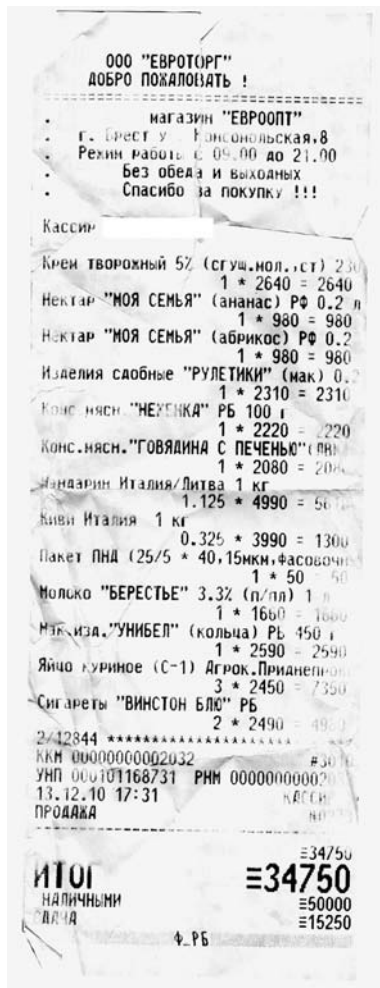 ООО "ЕВРОТОРГ"
ДОБРО ПОЖАЛОВАТЬ !
. магазин "ЕВРООПТ"
. г. Брест у Комсомольская,8
. Режим работы с 09.00 до 21.00
. Без обеда и выходных
. Спасибо за покупку !!!
Кассир
Крем творожный 5% (сгущ.мол.,ст) 230
1 * 2640 = 2640
Нектар "МОЯ СЕМЬЯ" (ананас) РФ 0.2 л
1 * 980 = 980
Нектар "МОЯ СЕМЬЯ" (абрикос) РФ 0.2
1 * 980 = 980
Изделия сдобные "РУЛЕТИКИ" (мак) 0.2
1 * 2310 = 2310
Конс мясн."НЕЖЕНКА" РБ 100 г
1 * 2220 = 2220
Конс.мясн."ГОВЯДИНА С ПЕЧЕНЬЮ"
1 * 2080 = 2080
Мандарин Италия/Литва 1 кг
1.125 * 4990 =
Киви Италия 1 кг
0.325 * 3990 = 1300
Пакет ПНД (25/5 * 40,15мкм,фасовочн
1 * 50 = 50
Молоко "БЕРЕСТЬЕ" 3.3% (п/пл) 1 л
1 * 1660 = 1660
Мак.изд."УНИБЕЛ" (кольца) РБ 450 г
1 * 2590 = 2590
Яйцо куриное (С-1) Агрок.Приднепров
3 * 2450 = 7350
Сигареты "ВИНСТОН БЛЮ" РБ
2 * 2490 = 4980
2/12844 **********************
ККМ 00000000002032
УНП 000101168731 РНМ
13.12.10 17:31
ПРОДАЖА
≡34750
ИТОГ ≡34750
НАЛИЧНЫМИ ≡50000
СДАЧА ≡15250
Ф_РБ